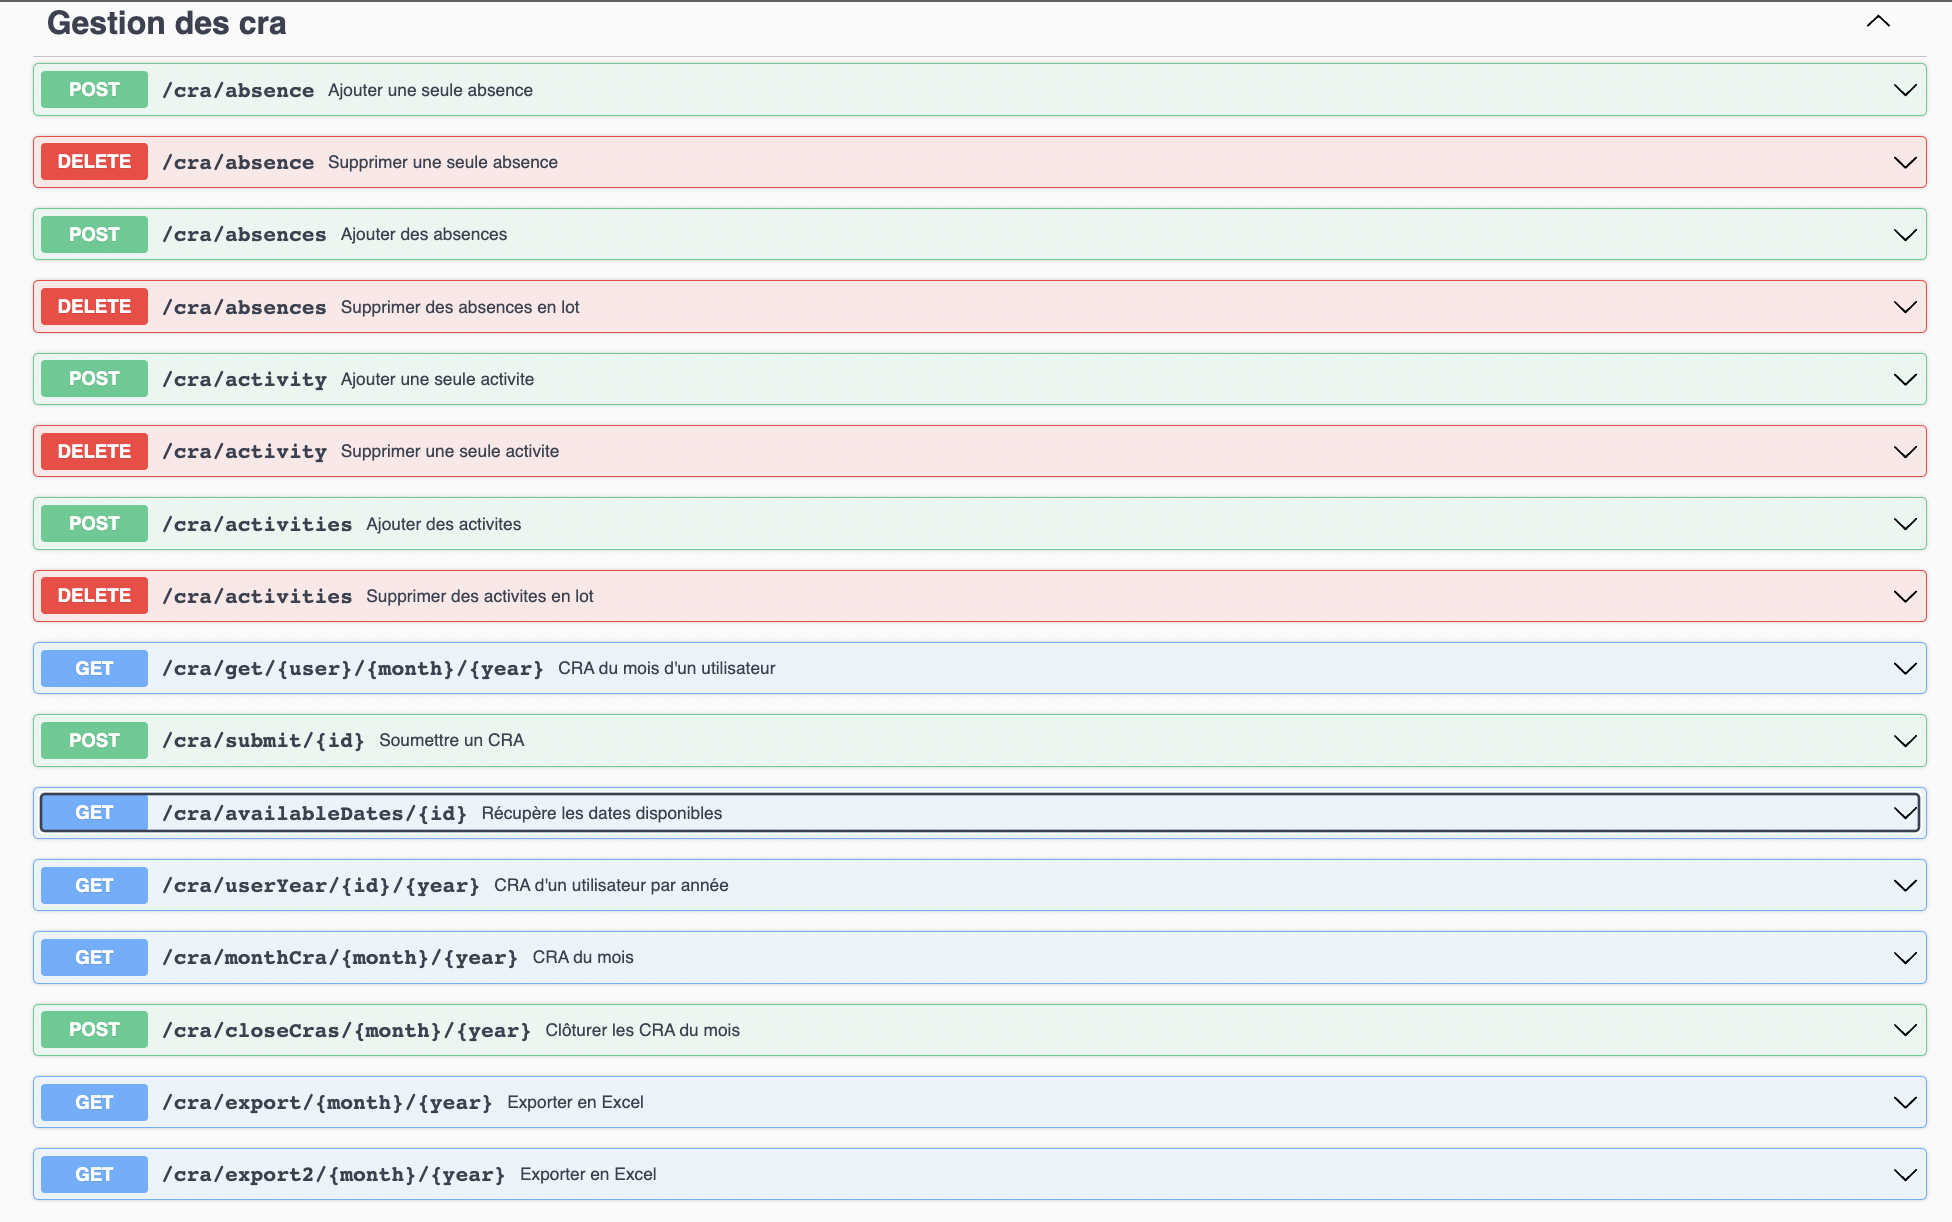 Gestion des cra
POST /cra/absence Ajouter une seule absence
DELETE /cra/absence Supprimer une seule absence
POST /cra/absences Ajouter des absences
DELETE /cra/absences Supprimer des absences en lot
POST /cra/activity Ajouter une seule activite
DELETE /cra/activity Supprimer une seule activite
POST /cra/activities Ajouter des activites
DELETE /cra/activities Supprimer des activites en lot
GET /cra/get/{user}/{month}/{year} CRA du mois d'un utilisateur
POST /cra/submit/{id} Soumettre un CRA
GET /cra/availableDates/{id} Récupère les dates disponibles
GET /cra/userYear/{id}/{year} CRA d'un utilisateur par année
GET /cra/monthCra/{month}/{year} CRA du mois
POST /cra/closeCras/{month}/{year} Clôturer les CRA du mois
GET /cra/export/{month}/{year} Exporter en Excel
GET /cra/export2/{month}/{year} Exporter en Excel